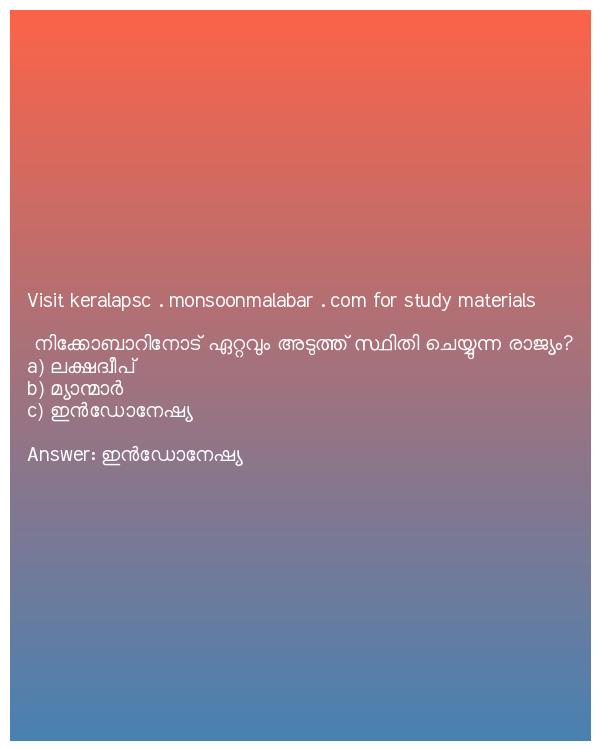 Visit keralapsc . monsoonmalabar . com for study materials
നിക്കോബാറിനോട് ഏറ്റവും അടുത്ത് സ്ഥിതി ചെയ്യുന്ന രാജ്യം?
a) ലക്ഷദ്വീപ്
b) മ്യാന്മാർ
c) ഇൻഡോനേഷ്യ
Answer: ഇൻഡോനേഷ്യ